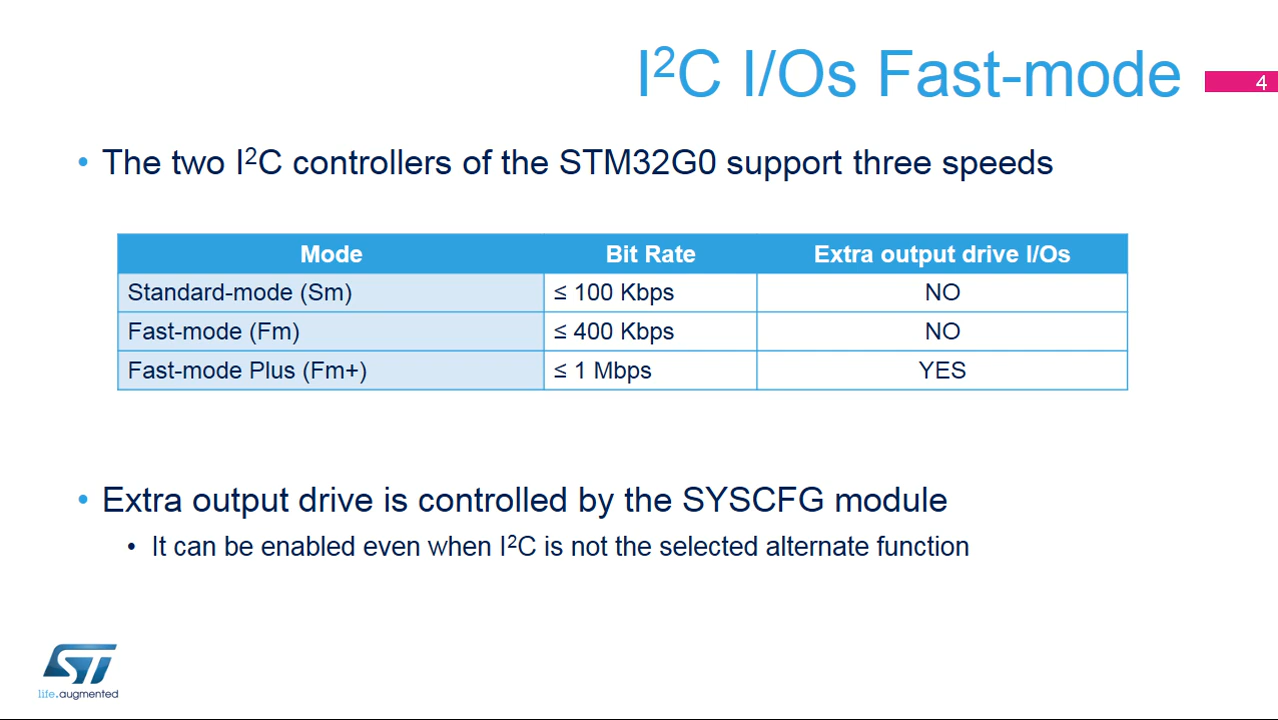 I²C I/Os Fast-mode
4
• The two I²C controllers of the STM32G0 support three speeds
Mode Bit Rate Extra output drive I/Os
Standard-mode (Sm) ≤ 100 Kbps NO
Fast-mode (Fm) ≤ 400 Kbps NO
Fast-mode Plus (Fm+) ≤ 1 Mbps YES
• Extra output drive is controlled by the SYSCFG module
• It can be enabled even when I²C is not the selected alternate function
ST
life.augmented